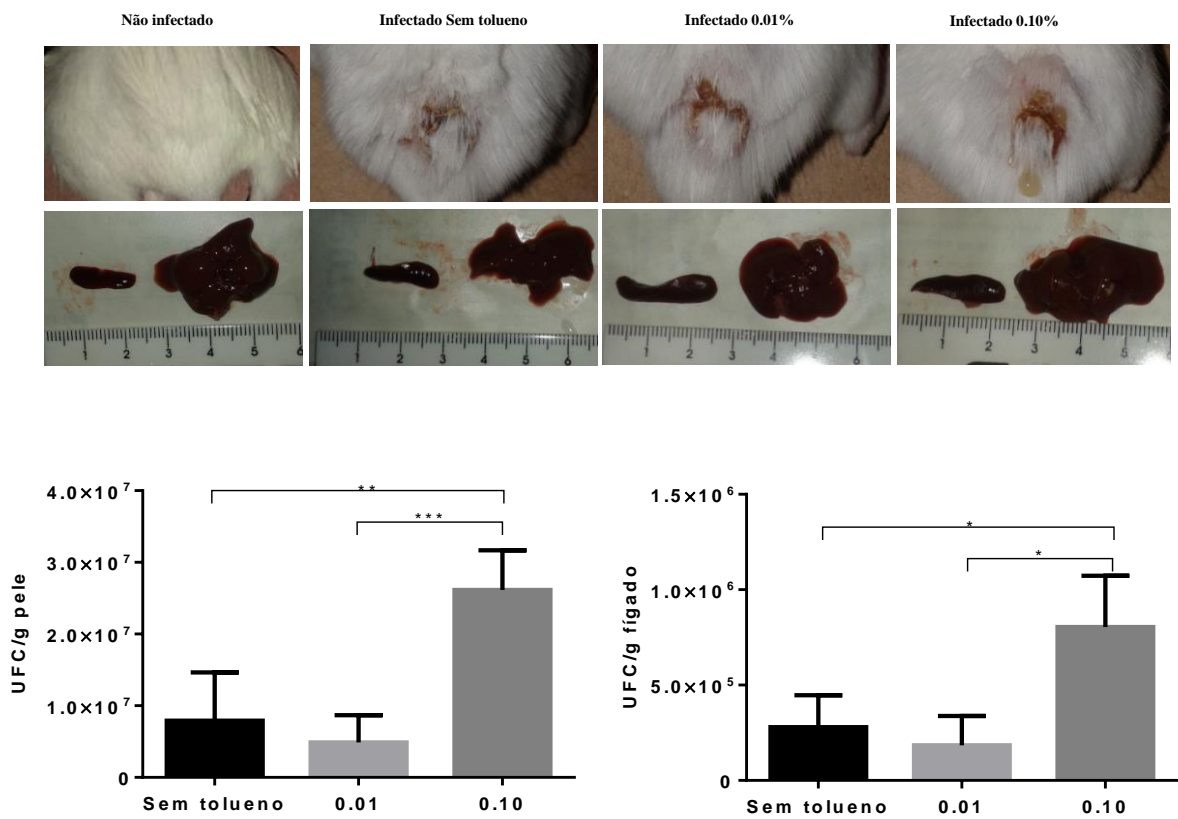 Não infectado
Infectado Sem tolueno
Infectado 0.01%
Infectado 0.10%
1 2 3 4 5 6
1 2 3 4 5 6
1 2 3 4 5 6
1 2 3 4 5
4.0×10⁷
3.0×10⁷
2.0×10⁷
1.0×10⁷
0
UFC/g pele
**
***
Sem tolueno 0.01 0.10
1.5×10⁶
1.0×10⁶
5.0×10⁵
0
UFC/g fígado
*
*
Sem tolueno 0.01 0.10